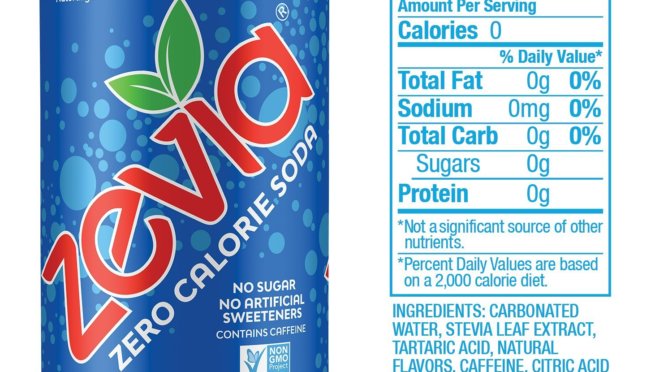 zevia®
ZERO CALORIE SODA
NO SUGAR
NO ARTIFICIAL
SWEETENERS
CONTAINS CAFFEINE
NON
GMO
Project
Amount Per Serving
Calories 0
% Daily Value*
Total Fat 0g 0%
Sodium 0mg 0%
Total Carb 0g 0%
Sugars 0g
Protein 0g
*Not a significant source of other
nutrients.
*Percent Daily Values are based
on a 2,000 calorie diet.
INGREDIENTS: CARBONATED
WATER, STEVIA LEAF EXTRACT,
TARTARIC ACID, NATURAL
FLAVORS, CAFFEINE, CITRIC ACID